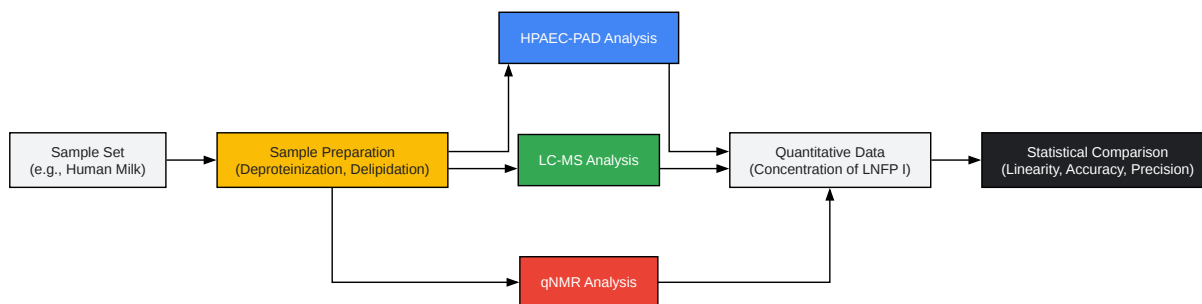 HPAEC-PAD Analysis
Sample Set
(e.g., Human Milk)
Sample Preparation
(Deproteinization, Delipidation)
LC-MS Analysis
Quantitative Data
(Concentration of LNFP I)
Statistical Comparison
(Linearity, Accuracy, Precision)
qNMR Analysis